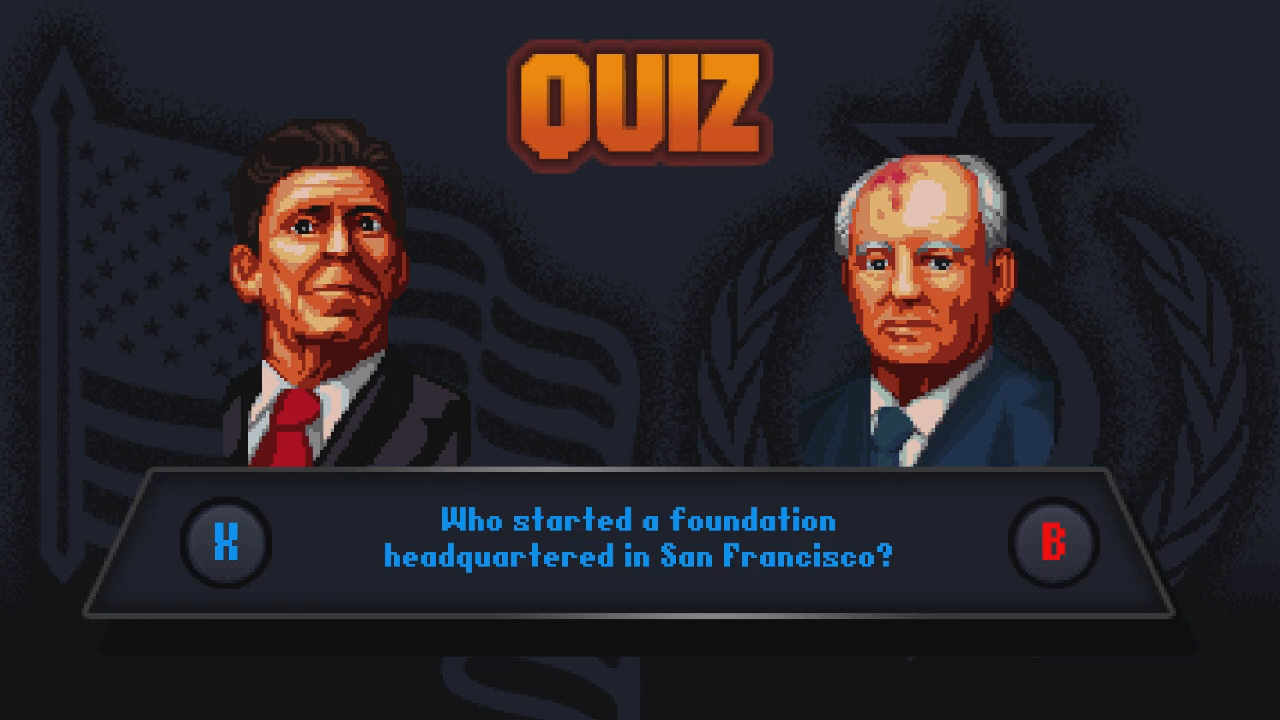 QUIZ
Who started a foundation
headquartered in San Francisco?
X
B